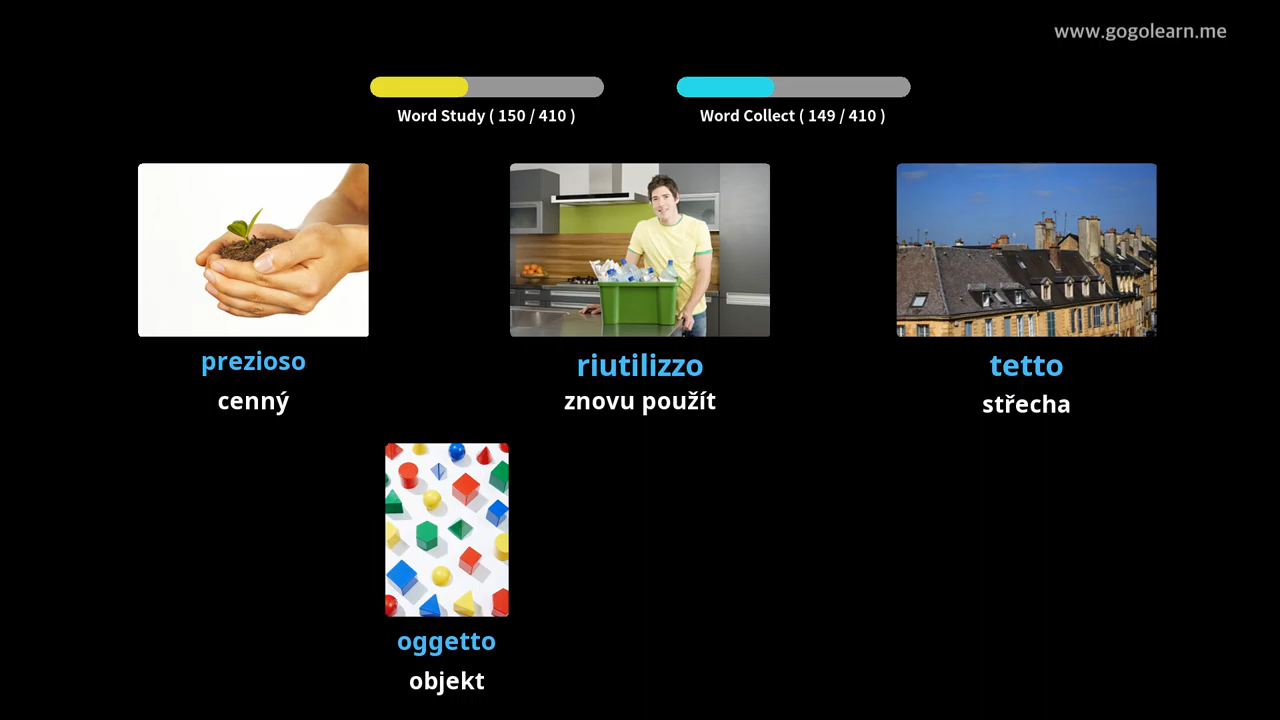 www.gogolearn.me
Word Study ( 150 / 410 )
Word Collect ( 149 / 410 )
prezioso
cenný
riutilizzo
znovu použít
tetto
střecha
oggetto
objekt